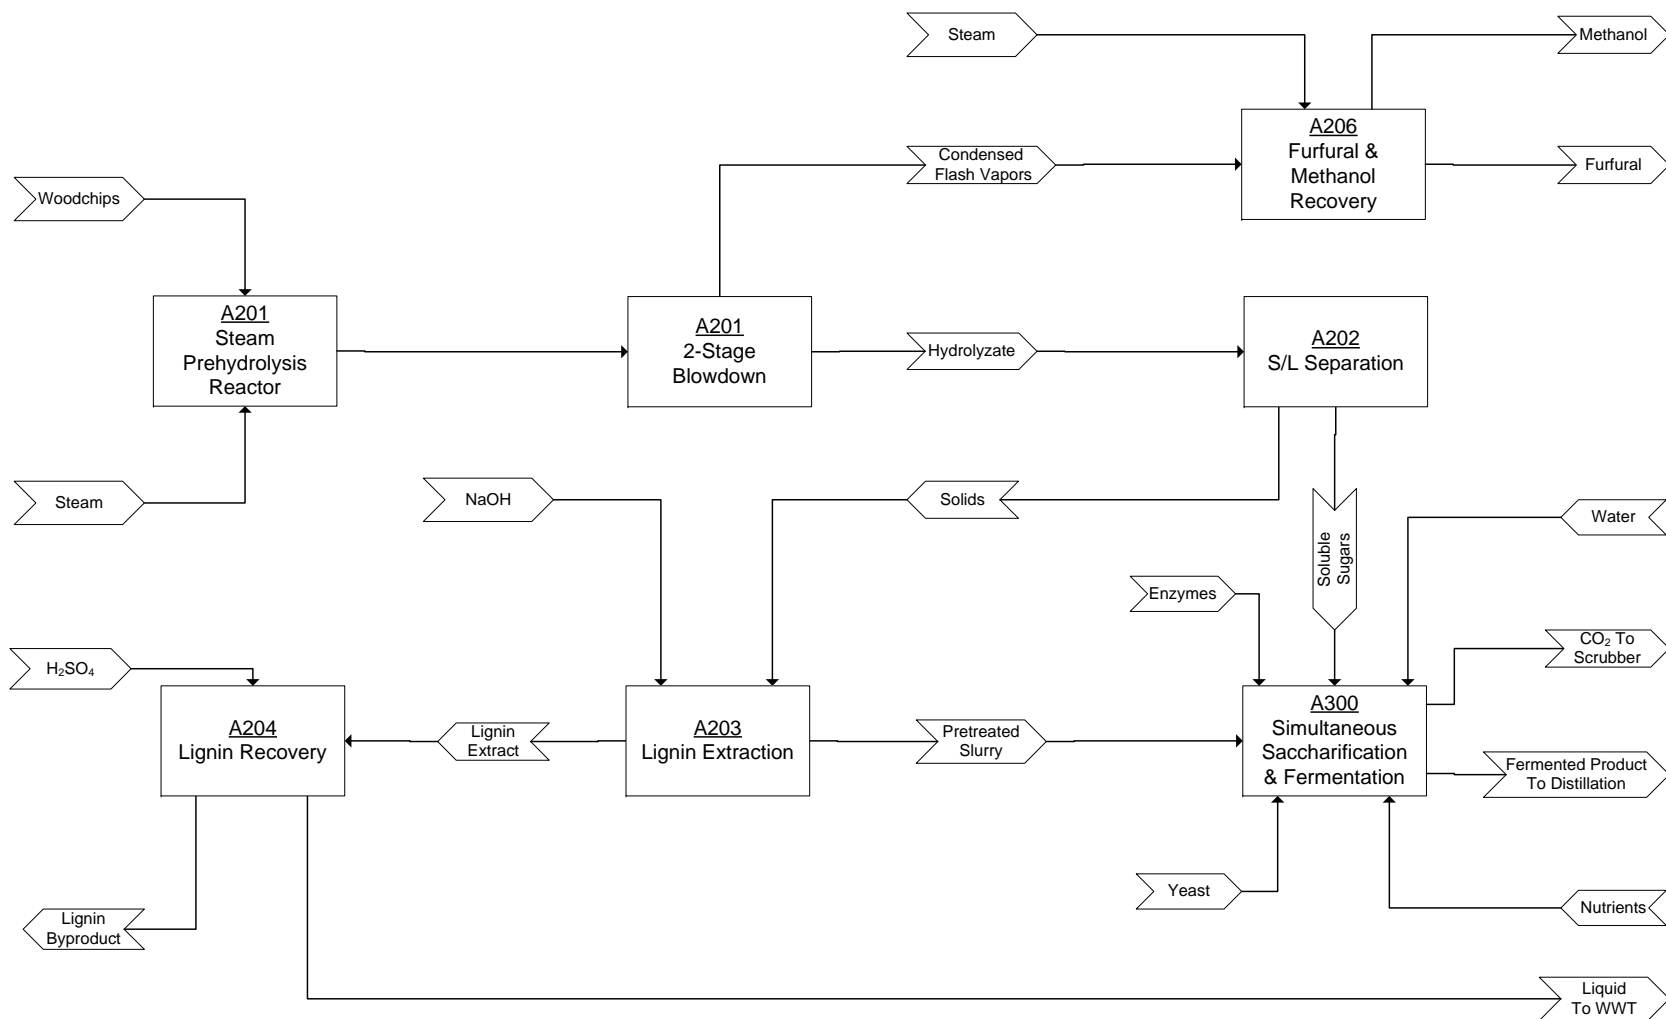 Steam
Methanol
A206
Furfural &
Methanol
Recovery
Condensed
Flash Vapors
Furfural
Woodchips
A201
Steam
Prehydrolysis
Reactor
A201
2-Stage
Blowdown
Hydrolyzate
A202
S/L Separation
Steam
NaOH
Solids
Soluble
Sugars
Water
Enzymes
H₂SO₄
CO₂ To
Scrubber
A204
Lignin Recovery
Lignin
Extract
A203
Lignin Extraction
Pretreated
Slurry
A300
Simultaneous
Saccharification
& Fermentation
Fermented Product
To Distillation
Yeast
Nutrients
Lignin
Byproduct
Liquid
To WWT